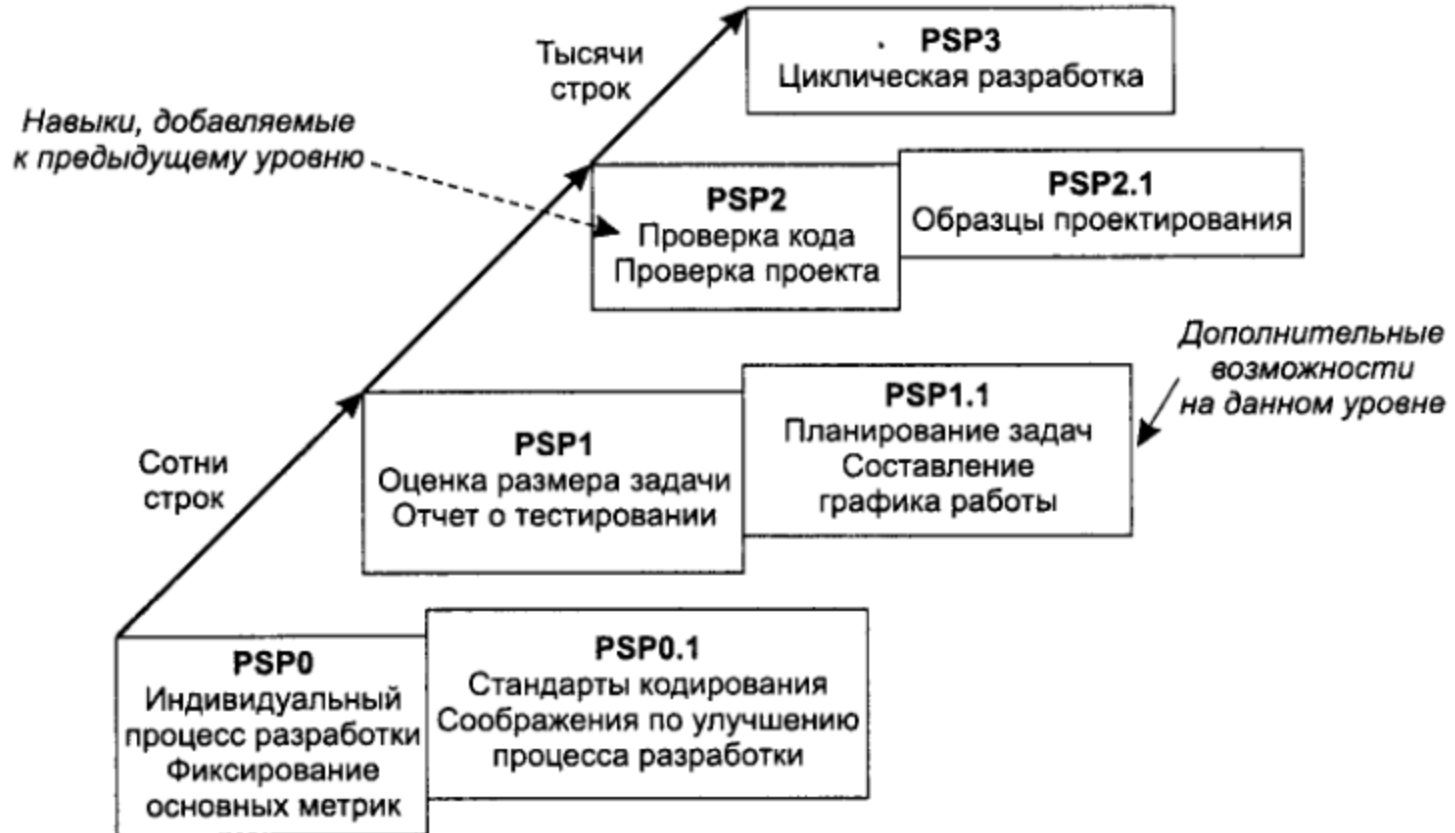 Тысячи
строк
PSP3
Циклическая разработка
Навыки, добавляемые
к предыдущему уровню
PSP2
Проверка кода
Проверка проекта
PSP2.1
Образцы проектирования
Дополнительные
возможности
на данном уровне
Сотни
строк
PSP1
Оценка размера задачи
Отчет о тестировании
PSP1.1
Планирование задач
Составление
графика работы
PSP0
Индивидуальный
процесс разработки
Фиксирование
основных метрик
PSP0.1
Стандарты кодирования
Соображения по улучшению
процесса разработки